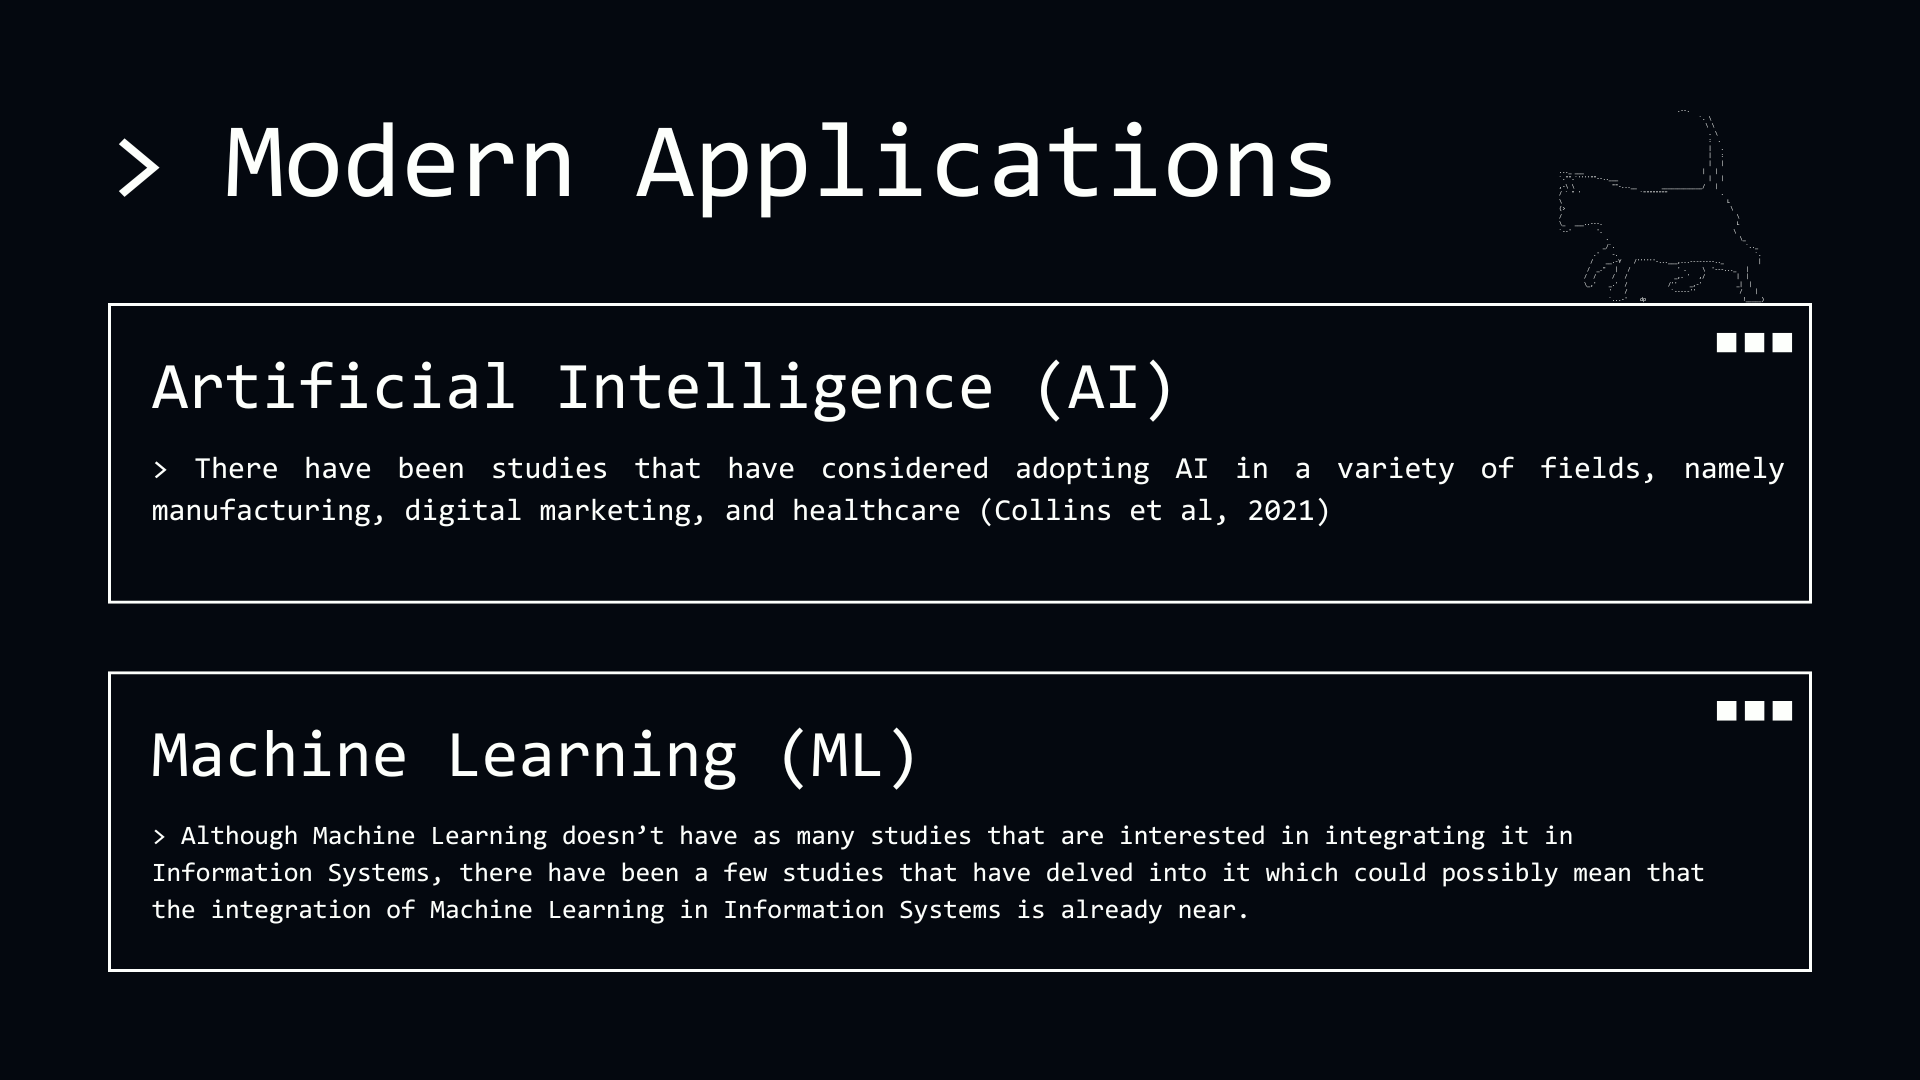 > Modern Applications
Artificial Intelligence (AI)
> There have been studies that have considered adopting AI in a variety of fields, namely
manufacturing, digital marketing, and healthcare (Collins et al, 2021)
Machine Learning (ML)
> Although Machine Learning doesn’t have as many studies that are interested in integrating it in
Information Systems, there have been a few studies that have delved into it which could possibly mean that
the integration of Machine Learning in Information Systems is already near.